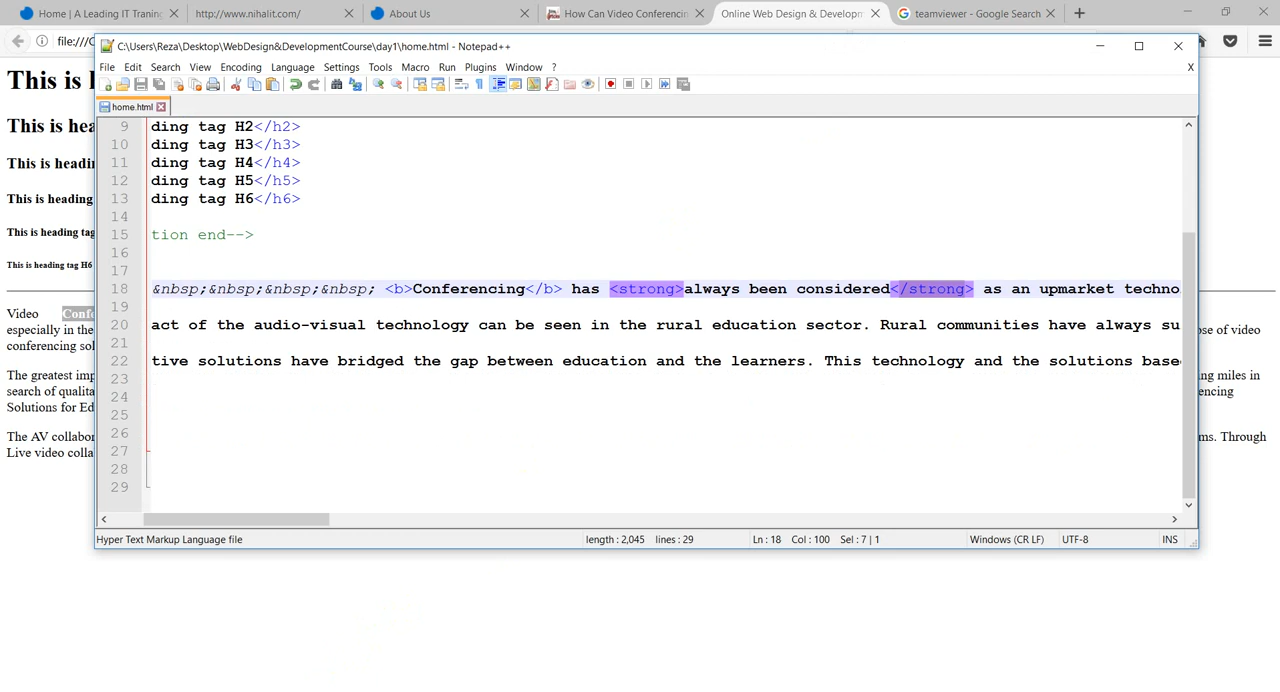 Home | A Leading IT Traning
http://www.nihalit.com/
About Us
How Can Video Conferencin
Online Web Design & Developm
teamviewer - Google Search
file:///C
C:\Users\Reza\Desktop\WebDesign&DevelopmentCourse\day1\home.html - Notepad++
File Edit Search View Encoding Language Settings Tools Macro Run Plugins Window ? X
home.html
This is l
This is hea
This is headin
This is heading
This is heading tag
This is heading tag H6
9 ding tag H2</h2>
10 ding tag H3</h3>
11 ding tag H4</h4>
12 ding tag H5</h5>
13 ding tag H6</h6>
14
15 tion end-->
16
17
18 &nbsp;&nbsp;&nbsp;&nbsp; <b>Conferencing</b> has <strong>always been considered</strong> as an upmarket techno
19
20 act of the audio-visual technology can be seen in the rural education sector. Rural communities have always su
21
22 tive solutions have bridged the gap between education and the learners. This technology and the solutions base
23
24
25
26
27
28
29
Video Confe
especially in the
conferencing sol
ose of video
The greatest imp
search of qualita
Solutions for Ed
ng miles in
encing
The AV collabor
Live video colla
ms. Through
Hyper Text Markup Language file length : 2,045 lines : 29 Ln : 18 Col : 100 Sel : 7 | 1 Windows (CR LF) UTF-8 INS